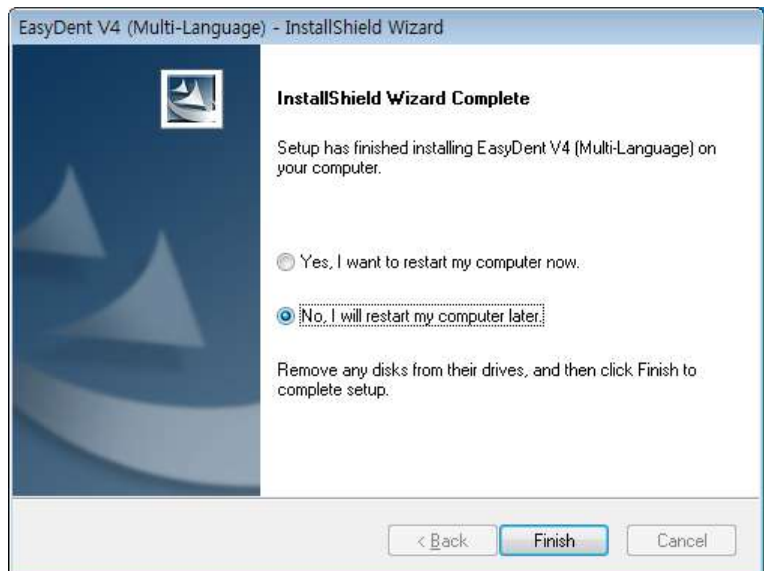 EasyDent V4 (Multi-Language) - InstallShield Wizard
InstallShield Wizard Complete
Setup has finished installing EasyDent V4 (Multi-Language) on
your computer.
Yes, I want to restart my computer now.
No, I will restart my computer later.
Remove any disks from their drives, and then click Finish to
complete setup.
< Back
Finish
Cancel